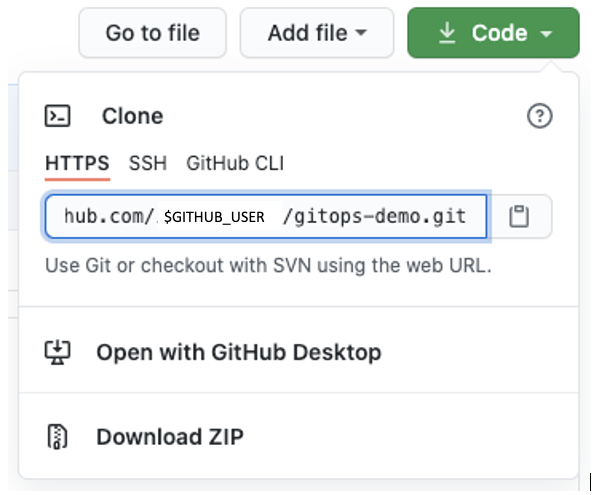 Go to file Add file Code
Clone
HTTPS SSH GitHub CLI
hub.com/ $GITHUB_USER /gitops-demo.git
Use Git or checkout with SVN using the web URL.
Open with GitHub Desktop
Download ZIP